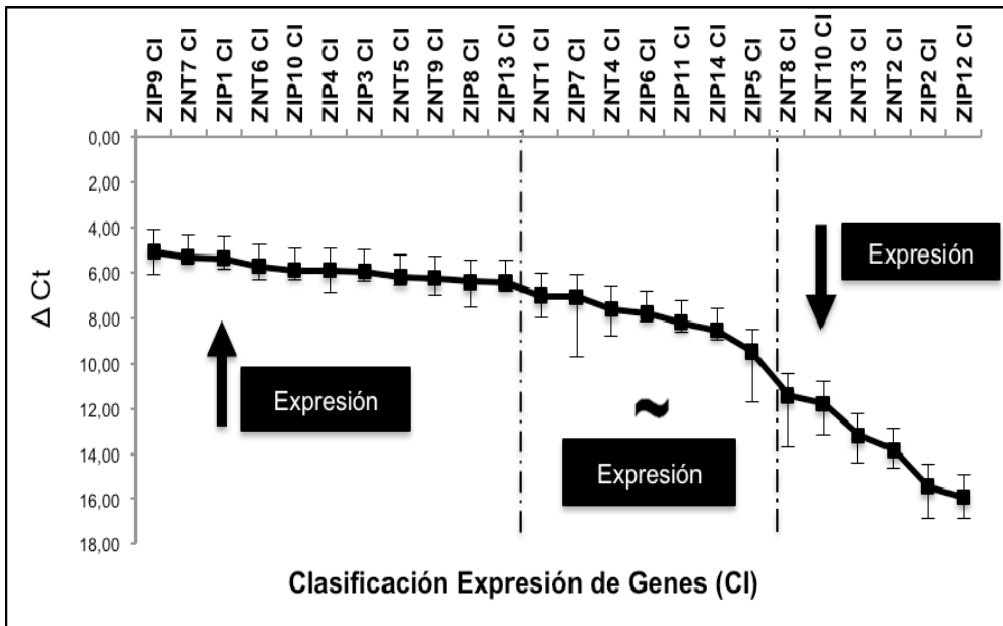 ZIP9 CI
ZNT7 CI
ZIP1 CI
ZNT6 CI
ZIP10 CI
ZIP4 CI
ZIP3 CI
ZNT5 CI
ZNT9 CI
ZIP8 CI
ZIP13 CI
ZNT1 CI
ZIP7 CI
ZNT4 CI
ZIP6 CI
ZIP11 CI
ZIP14 CI
ZIP5 CI
ZNT8 CI
ZNT10 CI
ZNT3 CI
ZNT2 CI
ZIP2 CI
ZIP12 CI
0,00
2,00
4,00
6,00
8,00
10,00
12,00
14,00
16,00
18,00
Δ Ct
Expresión
~
Expresión
Expresión
Clasificación Expresión de Genes (CI)